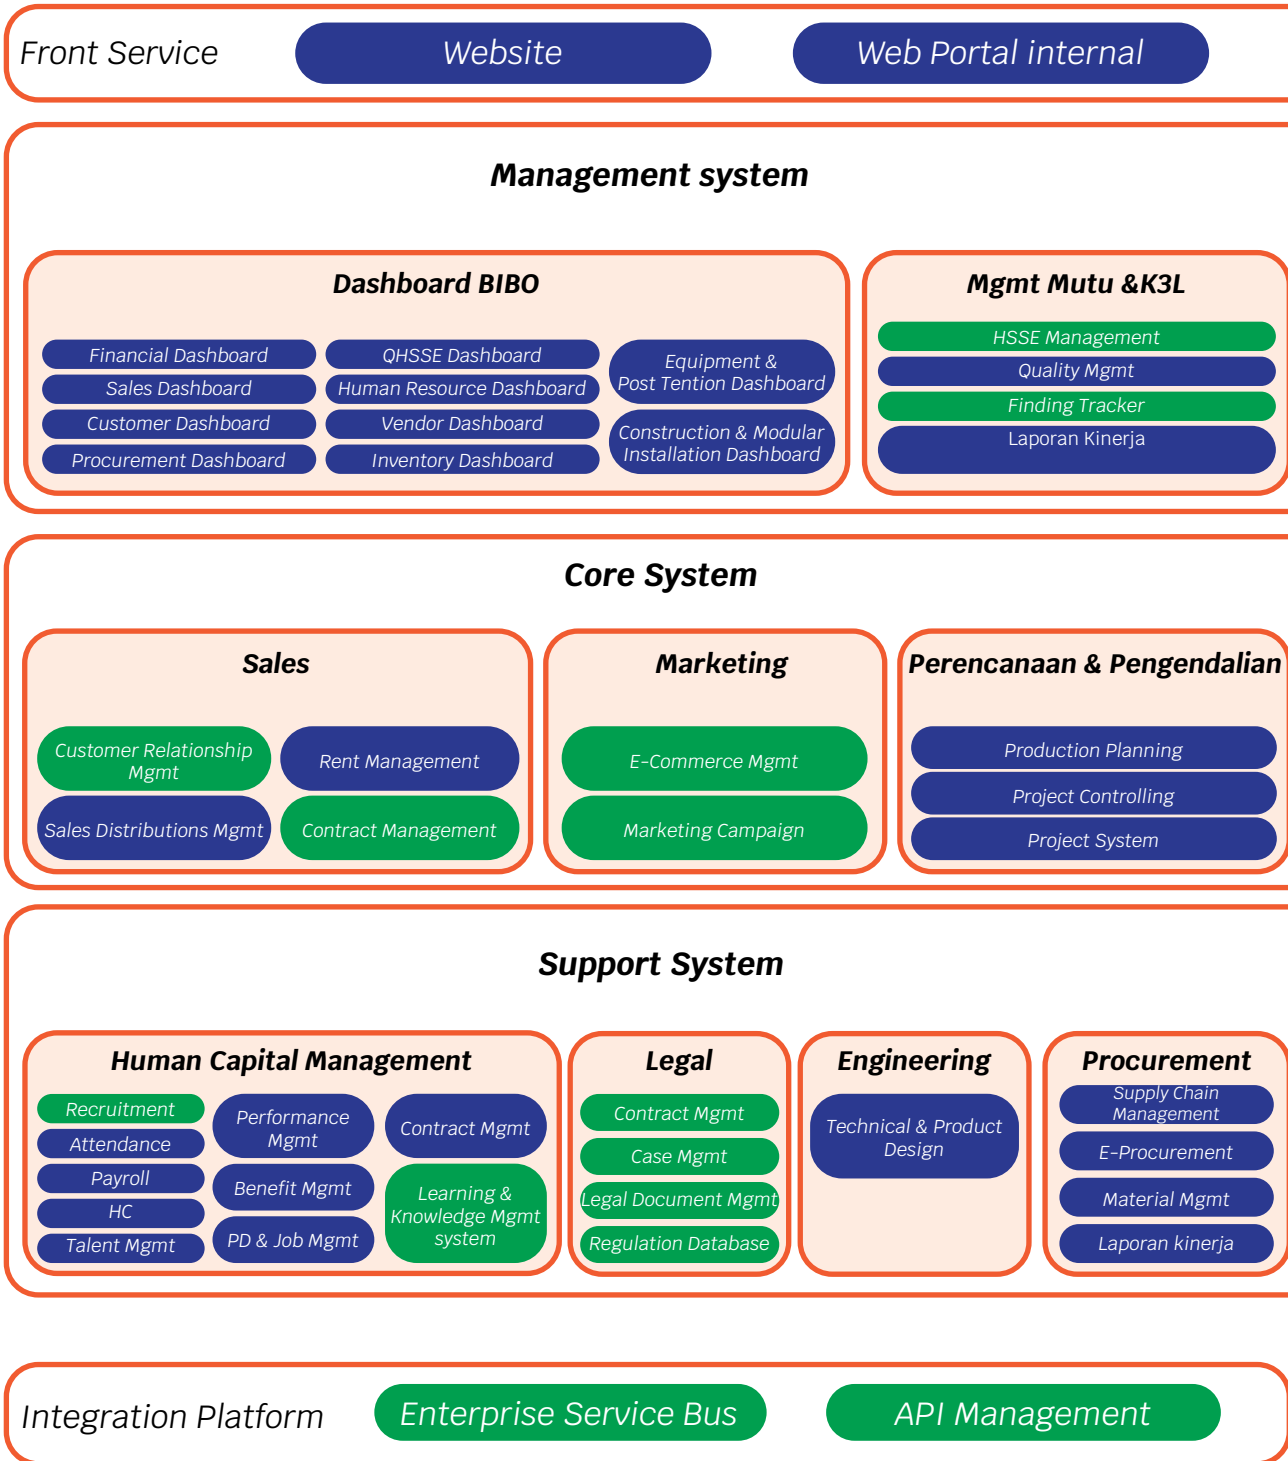 Front Service
Website
Web Portal internal
Management system
Dashboard BIBO
Financial Dashboard
Sales Dashboard
Customer Dashboard
Procurement Dashboard
QHSSE Dashboard
Human Resource Dashboard
Vendor Dashboard
Inventory Dashboard
Equipment &
Post Tention Dashboard
Construction & Modular
Installation Dashboard
Mgmt Mutu &K3L
HSSE Management
Quality Mgmt
Finding Tracker
Laporan Kinerja
Core System
Sales
Customer Relationship
Mgmt
Sales Distributions Mgmt
Rent Management
Contract Management
Marketing
E-Commerce Mgmt
Marketing Campaign
Perencanaan & Pengendalian
Production Planning
Project Controlling
Project System
Support System
Human Capital Management
Recruitment
Attendance
Payroll
HC
Talent Mgmt
Performance
Mgmt
Benefit Mgmt
PD & Job Mgmt
Contract Mgmt
Learning &
Knowledge Mgmt
system
Legal
Contract Mgmt
Case Mgmt
Legal Document Mgmt
Regulation Database
Engineering
Technical & Product
Design
Procurement
Supply Chain
Management
E-Procurement
Material Mgmt
Laporan kinerja
Integration Platform
Enterprise Service Bus
API Management